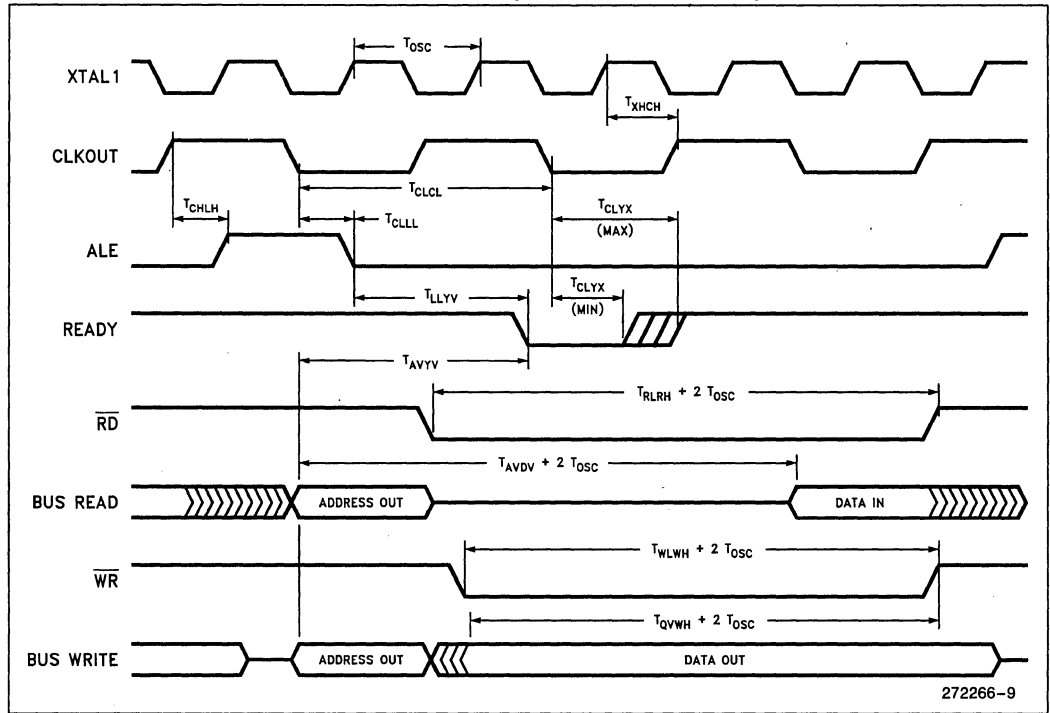 T_OSC
XTAL1
T_XHCH
CLKOUT
T_CLCL
T_CLYX
(MAX)
T_CHLH
T_CLLL
ALE
T_CLYX
(MIN)
T_LLYV
READY
T_AVYV
T_RLRH + 2 T_OSC
RD
T_AVDV + 2 T_OSC
BUS READ
ADDRESS OUT
DATA IN
T_WLWH + 2 T_OSC
WR
T_QVWH + 2 T_OSC
BUS WRITE
ADDRESS OUT
DATA OUT
272266-9